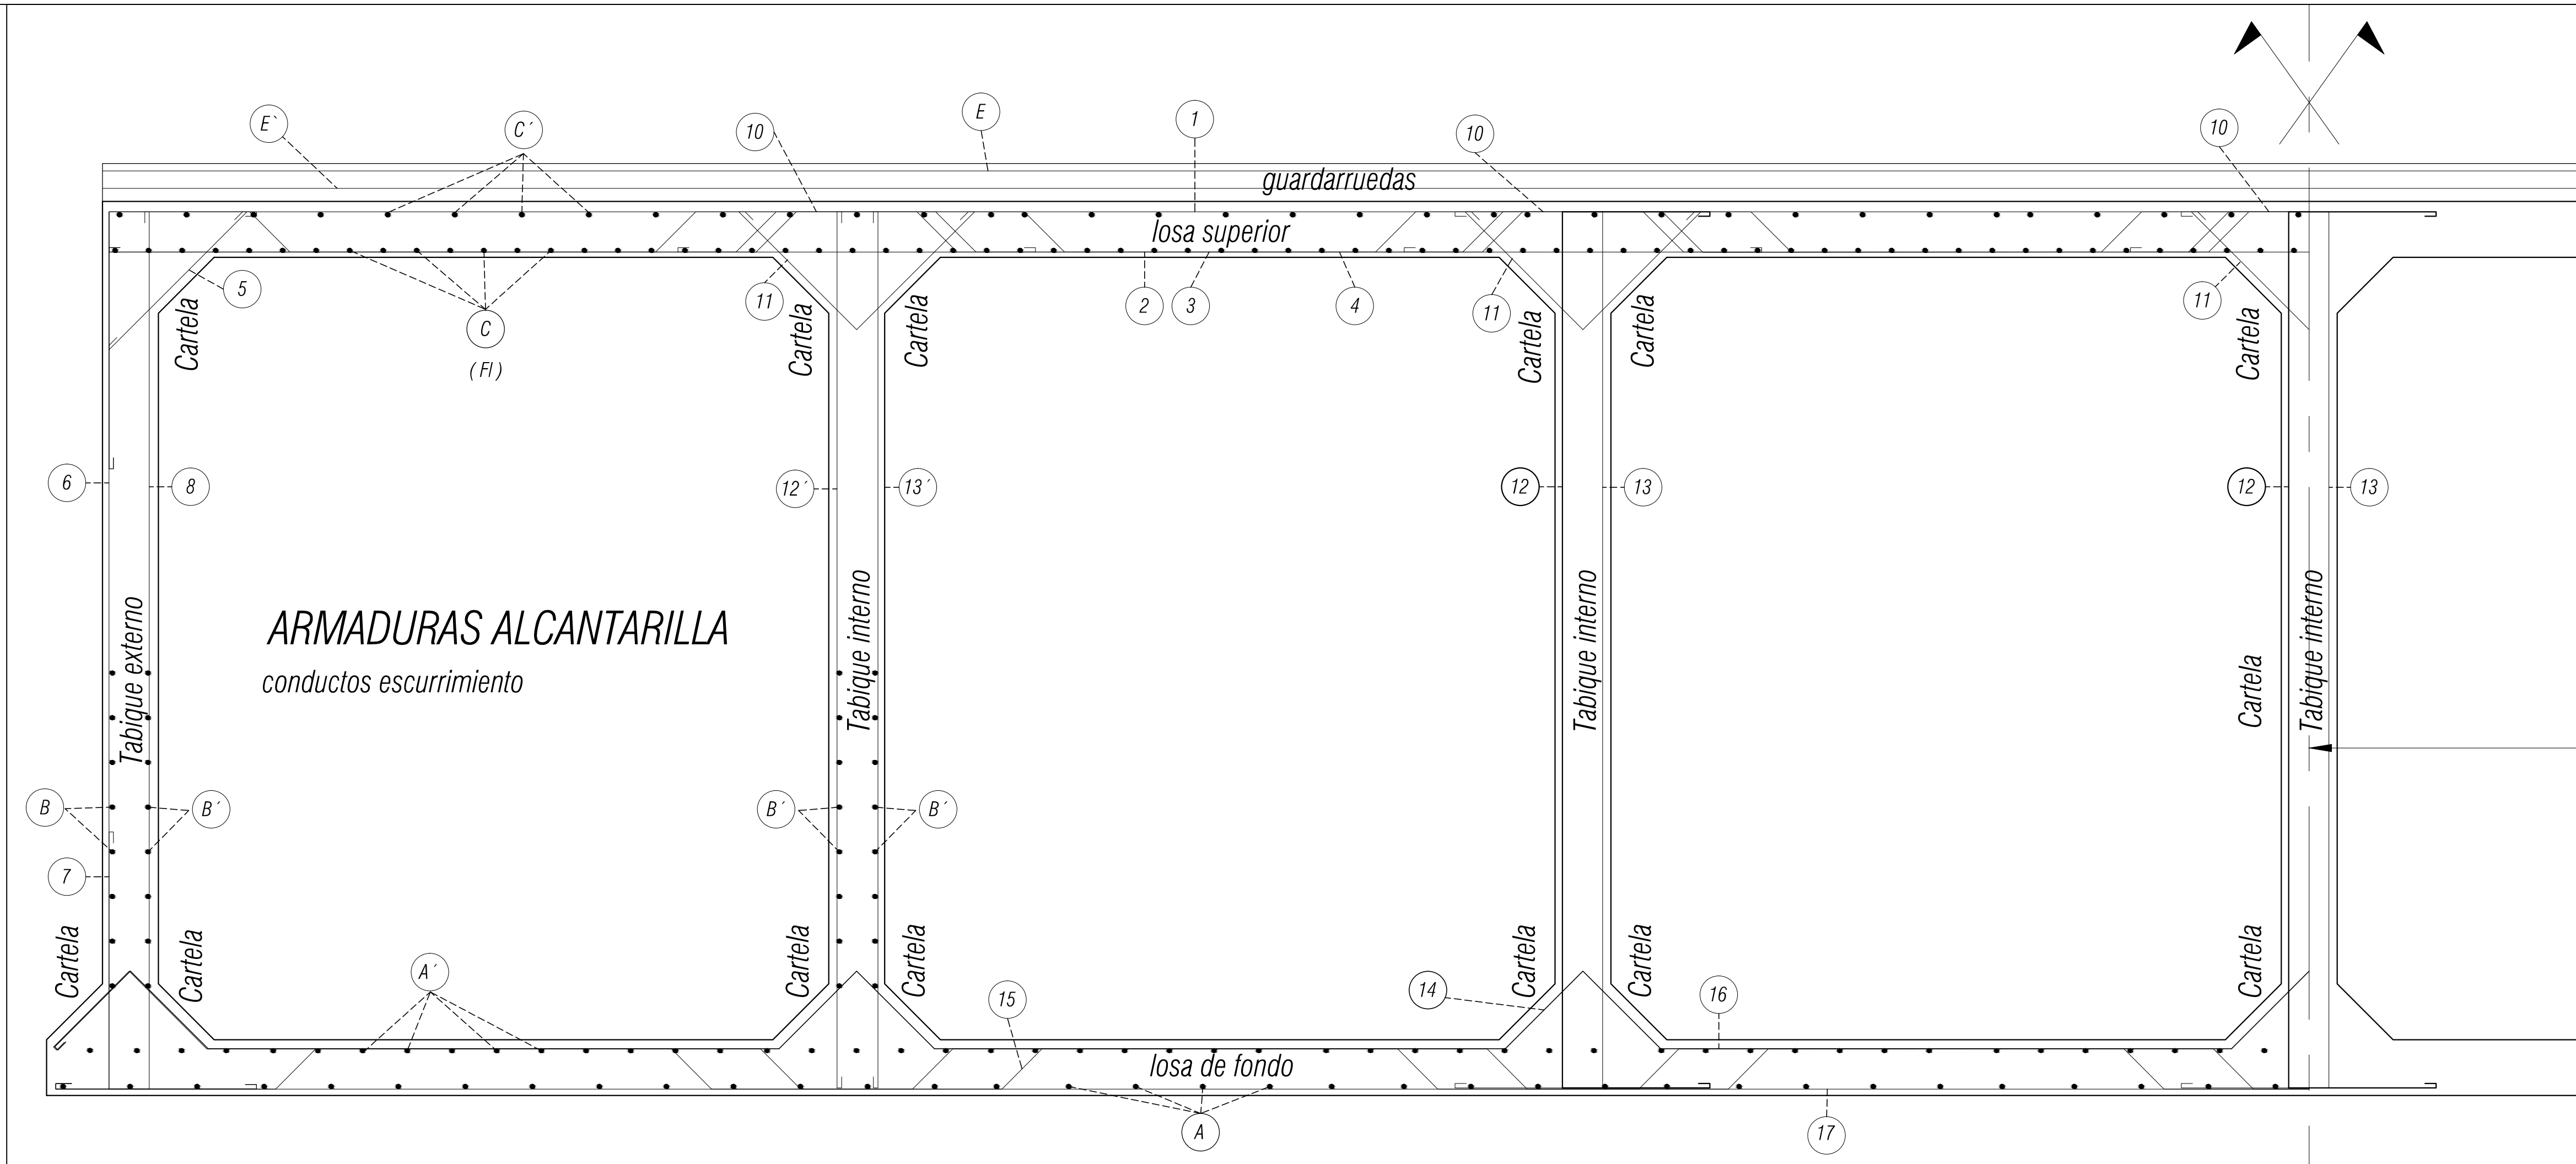 E`
C´
10
E
1
10
10
guardarruedas
losa superior
5
C
(FI)
11
2
3
4
11
11
Cartela
Cartela
Cartela
Cartela
Cartela
Cartela
6
8
12´
13´
12
13
12
13
ARMADURAS ALCANTARILLA
conductos escurrimiento
Tabique externo
Tabique interno
Tabique interno
Tabique interno
Cartela
B
B´
B´
B´
7
Cartela
Cartela
Cartela
Cartela
Cartela
Cartela
Cartela
A´
15
14
16
losa de fondo
A
17